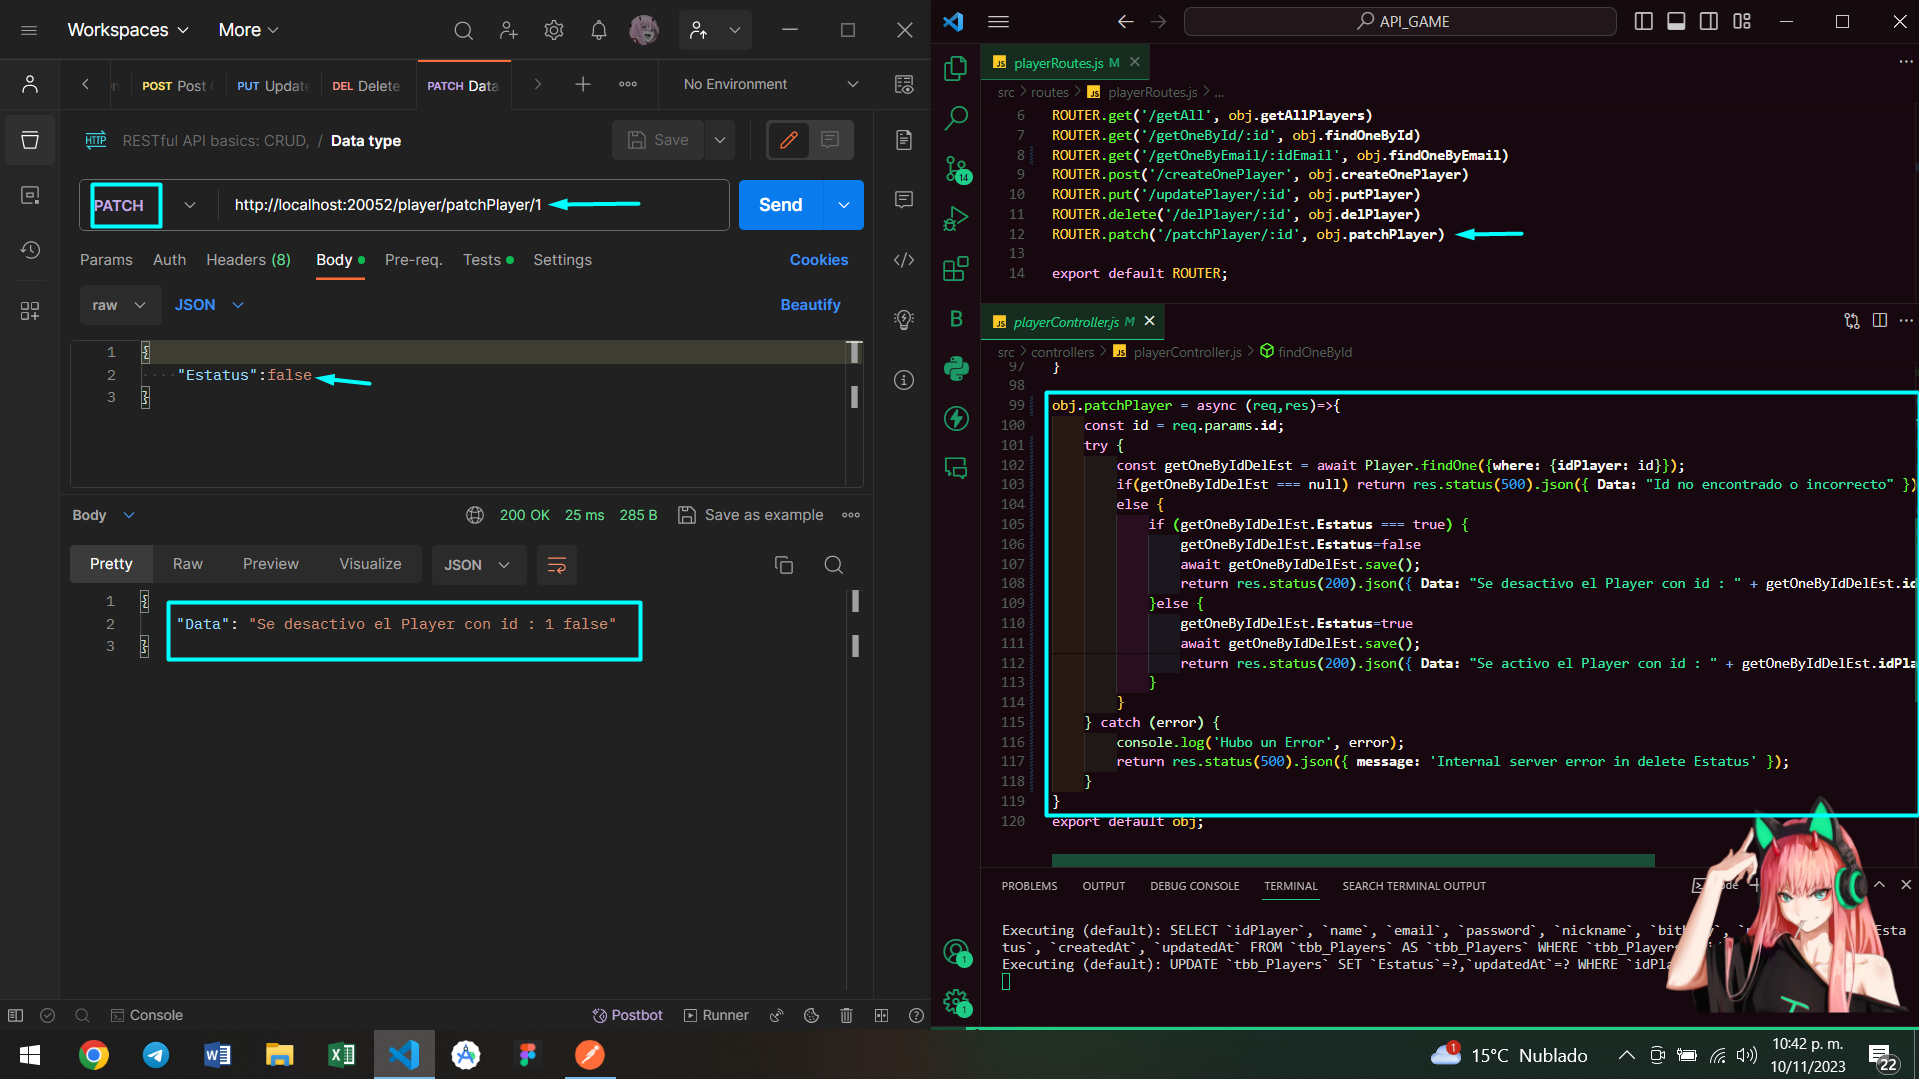 Workspaces
More
POST Post
PUT Update
DEL Delete
PATCH Data
No Environment
HTTP
RESTful API basics: CRUD, / Data type
Save
PATCH
http://localhost:20052/player/patchPlayer/1
Send
Params
Auth
Headers (8)
Body
Pre-req.
Tests
Settings
Cookies
raw
JSON
Beautify
1 {
2 "Estatus":false
3 }
Body
200 OK
25 ms
285 B
Save as example
Pretty
Raw
Preview
Visualize
JSON
1 {
2 "Data": "Se desactivo el Player con id : 1 false"
3 }
Console
Postbot
Runner
API_GAME
JS playerRoutes.js M
src > routes > JS playerRoutes.js > ...
6 ROUTER.get('/getAll', obj.getAllPlayers)
7 ROUTER.get('/getOneById/:id', obj.findOneById)
8 ROUTER.get('/getOneByEmail/:idEmail', obj.findOneByEmail)
9 ROUTER.post('/createOnePlayer', obj.createOnePlayer)
10 ROUTER.put('/updatePlayer/:id', obj.putPlayer)
11 ROUTER.delete('/delPlayer/:id', obj.delPlayer)
12 ROUTER.patch('/patchPlayer/:id', obj.patchPlayer)
13
14 export default ROUTER;
JS playerController.js M
src > controllers > JS playerController.js > findOneById
97 }
98
99 obj.patchPlayer = async (req,res)=>{
100 const id = req.params.id;
101 try {
102 const getOneByIdDelEst = await Player.findOne({where: {idPlayer: id}});
103 if(getOneByIdDelEst === null) return res.status(500).json({ Data: "Id no encontrado o incorrecto" })
104 else {
105 if (getOneByIdDelEst.Estatus === true) {
106 getOneByIdDelEst.Estatus=false
107 await getOneByIdDelEst.save();
108 return res.status(200).json({ Data: "Se desactivo el Player con id : " + getOneByIdDelEst.id
109 }else {
110 getOneByIdDelEst.Estatus=true
111 await getOneByIdDelEst.save();
112 return res.status(200).json({ Data: "Se activo el Player con id : " + getOneByIdDelEst.idPla
113 }
114 }
115 } catch (error) {
116 console.log('Hubo un Error', error);
117 return res.status(500).json({ message: 'Internal server error in delete Estatus' });
118 }
119 }
120 export default obj;
14
PROBLEMS
OUTPUT
DEBUG CONSOLE
TERMINAL
SEARCH TERMINAL OUTPUT
Executing (default): SELECT `idPlayer`, `name`, `email`, `password`, `nickname`,
tus`, `createdAt`, `updatedAt` FROM `tbb_Players` AS `tbb_Players` WHERE
Executing (default): UPDATE `tbb_Players` SET `Estatus`=?,`updatedAt`=? WHERE
1
1
1
15°C Nublado
10:42 p. m.
10/11/2023
22